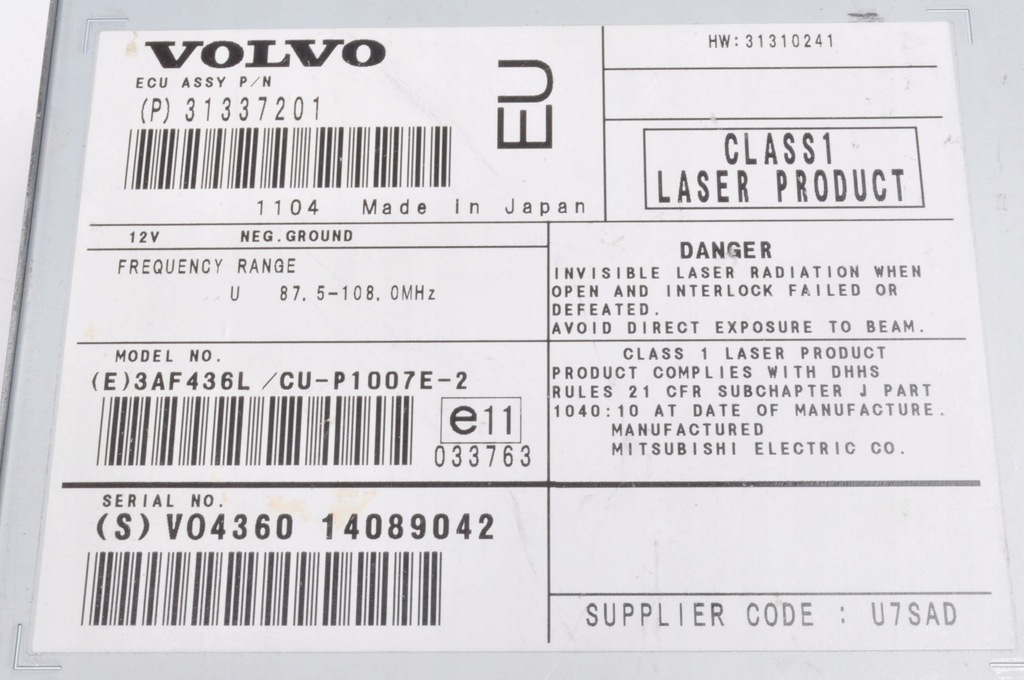 VOLVO
ECU ASSY P/N
(P) 31337201
1104 Made in Japan
EU
HW:31310241
CLASS1
LASER PRODUCT
12V NEG.GROUND
FREQUENCY RANGE
U 87.5-108.0MHz
DANGER
INVISIBLE LASER RADIATION WHEN
OPEN AND INTERLOCK FAILED OR
DEFEATED.
AVOID DIRECT EXPOSURE TO BEAM.
MODEL NO.
(E)3AF436L /CU-P1007E-2
e11
033763
CLASS 1 LASER PRODUCT
PRODUCT COMPLIES WITH DHHS
RULES 21 CFR SUBCHAPTER J PART
1040:10 AT DATE OF MANUFACTURE.
MANUFACTURED
MITSUBISHI ELECTRIC CO.
SERIAL NO.
(S) VO4360 14089042
SUPPLIER CODE : U7SAD